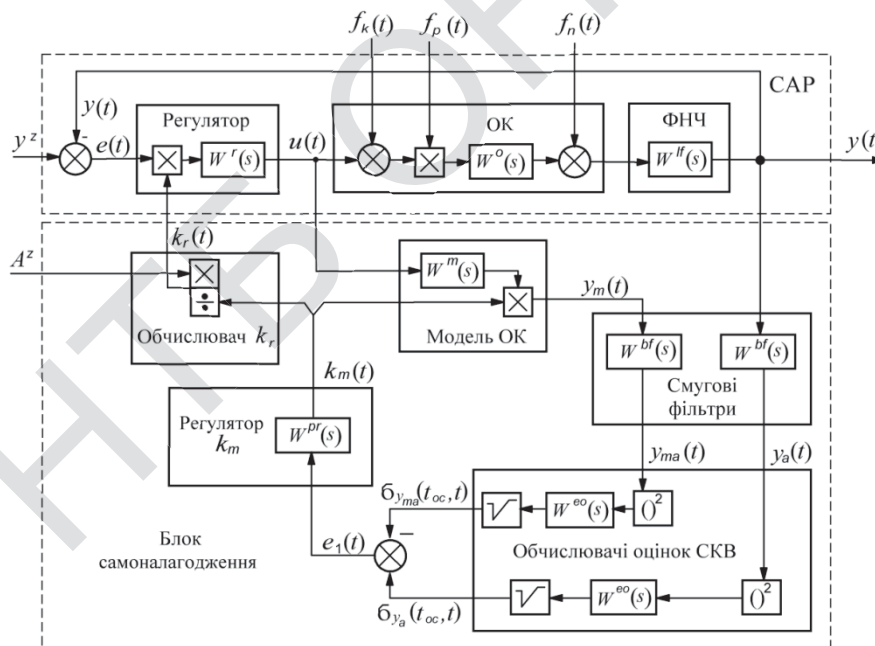 НТБ ОН
f_k(t) f_p(t) f_n(t)
САР
y(t) Регулятор ОК ФНЧ
y^z - e(t) × W^r(s) u(t) × W^o(s) W^lf(s) y(t)
k_r(t)
A^z × ÷ W^m(s) × y_m(t)
Обчислювач k_r Модель ОК
W^bf(s) W^bf(s)
Смугові
фільтри
k_m(t)
Регулятор
k_m W^pr(s)
y_ma(t) y_a(t)
б_y_ma(t_oc,t) √ W^eo(s) ()²
Обчислювачі оцінок СКВ
e_1(t) −
Блок
самоналагодження
б_y_a(t_oc,t) √ W^eo(s) ()²